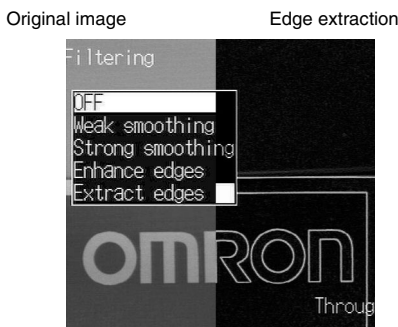 Original image Edge extraction
Filtering
OFF
Weak smoothing
Strong smoothing
Enhance edges
Extract edges
OMRON
Throug